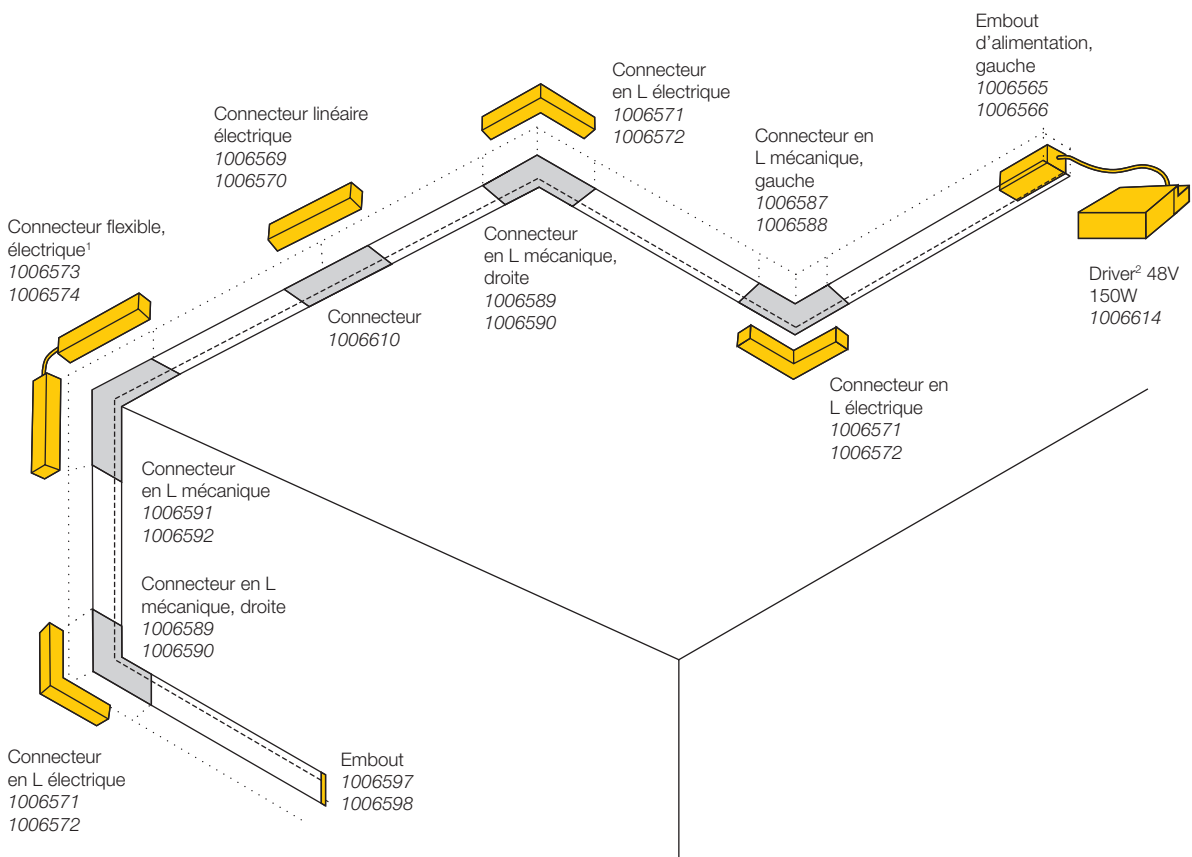 Embout
d’alimentation,
gauche
1006565
1006566
Connecteur
en L électrique
1006571
1006572
Connecteur linéaire
électrique
1006569
1006570
Connecteur en
L mécanique,
gauche
1006587
1006588
Connecteur flexible,
électrique¹
1006573
1006574
Connecteur
en L mécanique,
droite
1006589
1006590
Driver² 48V
150W
1006614
Connecteur
1006610
Connecteur en
L électrique
1006571
1006572
Connecteur
en L mécanique
1006591
1006592
Connecteur en L
mécanique, droite
1006589
1006590
Connecteur
en L électrique
1006571
1006572
Embout
1006597
1006598